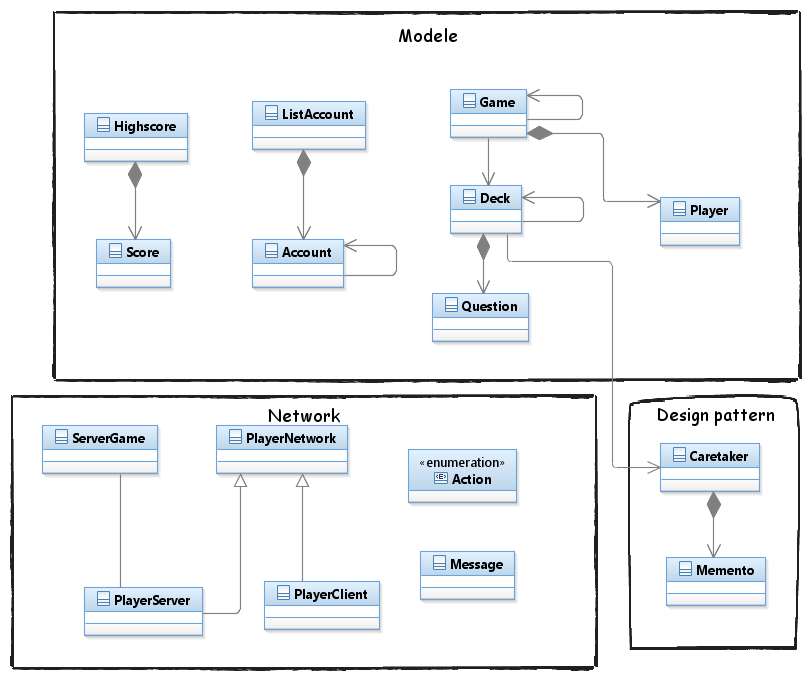 Modele
Highscore
ListAccount
Game
Deck
Player
Score
Account
Question
Network
ServerGame
PlayerNetwork
«enumeration»
Action
Message
PlayerServer
PlayerClient
Design pattern
Caretaker
Memento